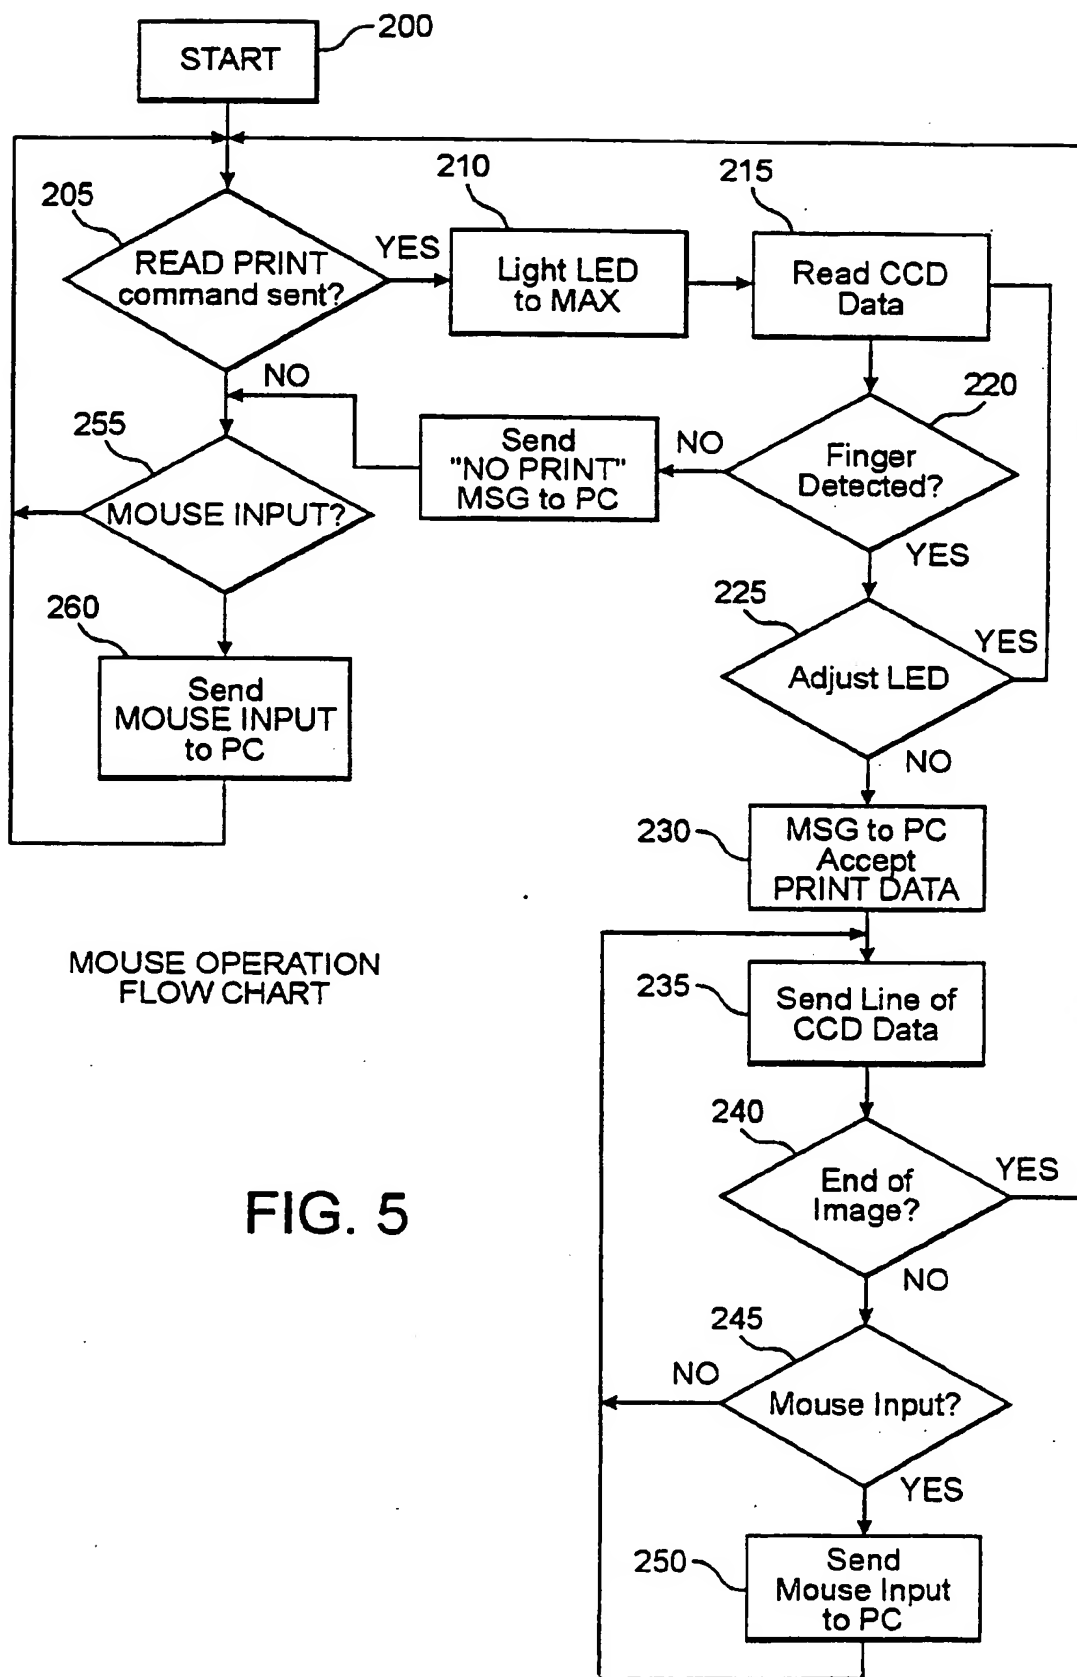 200
START
205
READ PRINT
command sent?
YES
210
Light LED
to MAX
215
Read CCD
Data
NO
220
Finger
Detected?
NO
Send
"NO PRINT"
MSG to PC
YES
255
MOUSE INPUT?
225
Adjust LED
YES
NO
260
Send
MOUSE INPUT
to PC
230
MSG to PC
Accept
PRINT DATA
MOUSE OPERATION
FLOW CHART
235
Send Line of
CCD Data
240
End of
Image?
YES
NO
FIG. 5
245
Mouse Input?
NO
YES
250
Send
Mouse Input
to PC